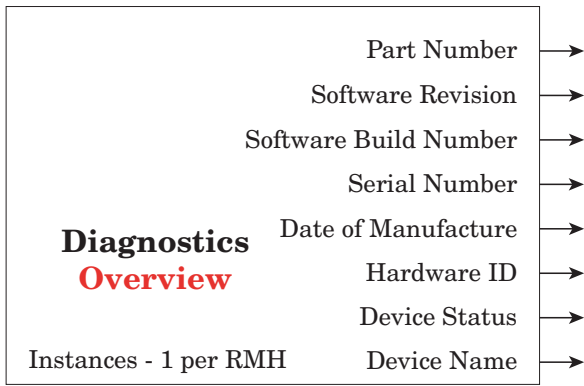 Part Number
Software Revision
Software Build Number
Serial Number
Date of Manufacture
Diagnostics
Overview
Hardware ID
Device Status
Instances - 1 per RMH
Device Name